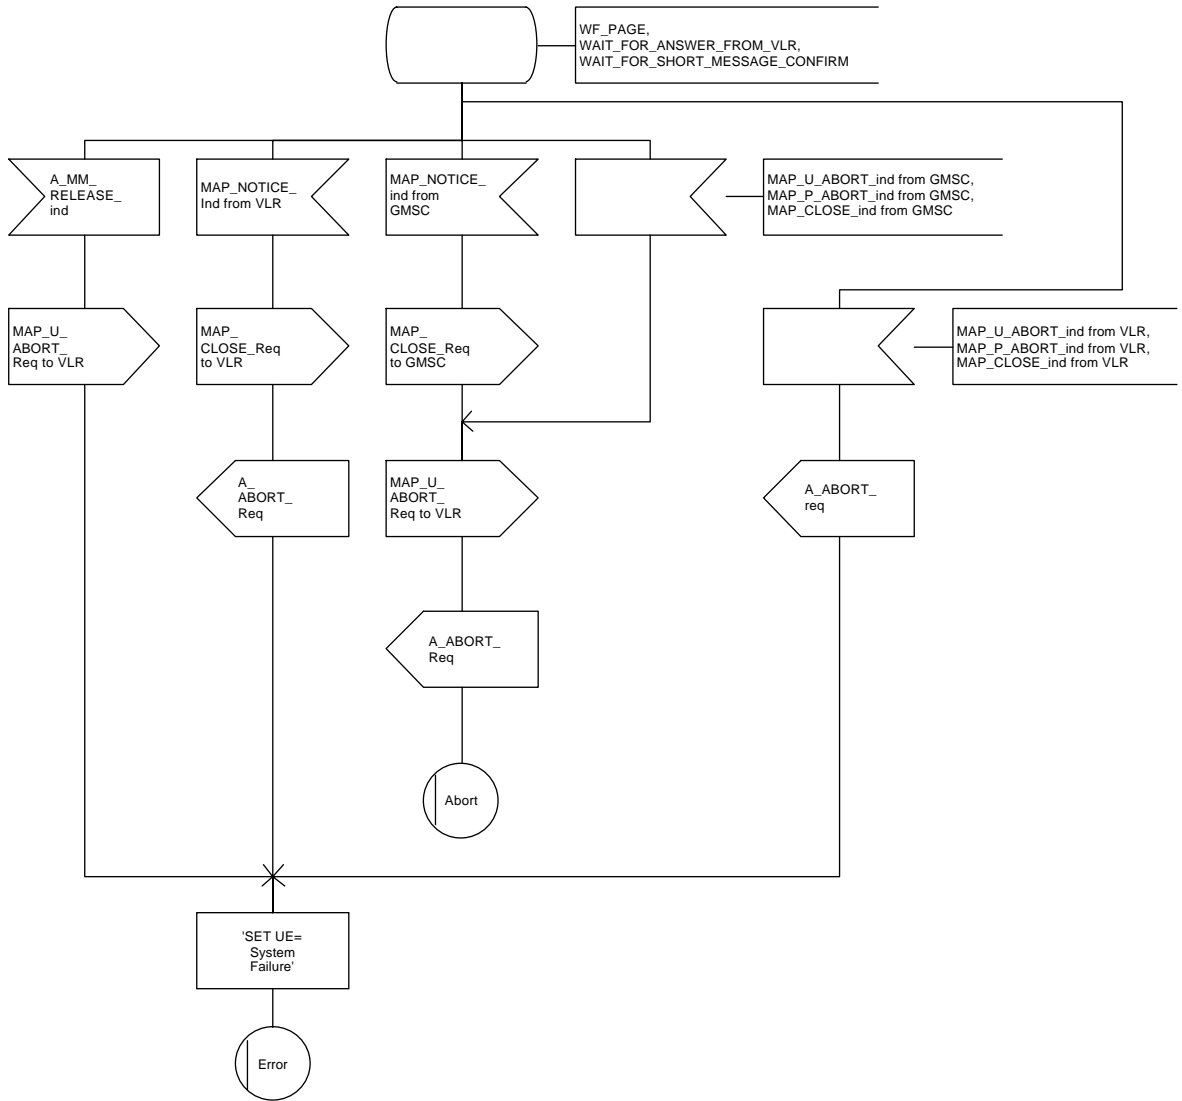 WF_PAGE,
WAIT_FOR_ANSWER_FROM_VLR,
WAIT_FOR_SHORT_MESSAGE_CONFIRM
A_MM_
RELEASE_
ind
MAP_NOTICE_
Ind from VLR
MAP_NOTICE_
ind from
GMSC
MAP_U_ABORT_ind from GMSC,
MAP_P_ABORT_ind from GMSC,
MAP_CLOSE_ind from GMSC
MAP_U_
ABORT_
Req to VLR
MAP_
CLOSE_Req
to VLR
MAP_
CLOSE_Req
to GMSC
MAP_U_ABORT_ind from VLR,
MAP_P_ABORT_ind from VLR,
MAP_CLOSE_ind from VLR
A_
ABORT_
Req
MAP_U_
ABORT_
Req to VLR
A_ABORT_
req
A_ABORT_
Req
Abort
'SET UE=
System
Failure'
Error